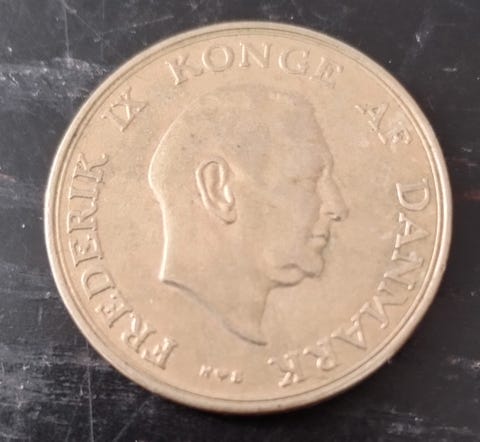 FREDERIK IX KONGE AF DANMARK